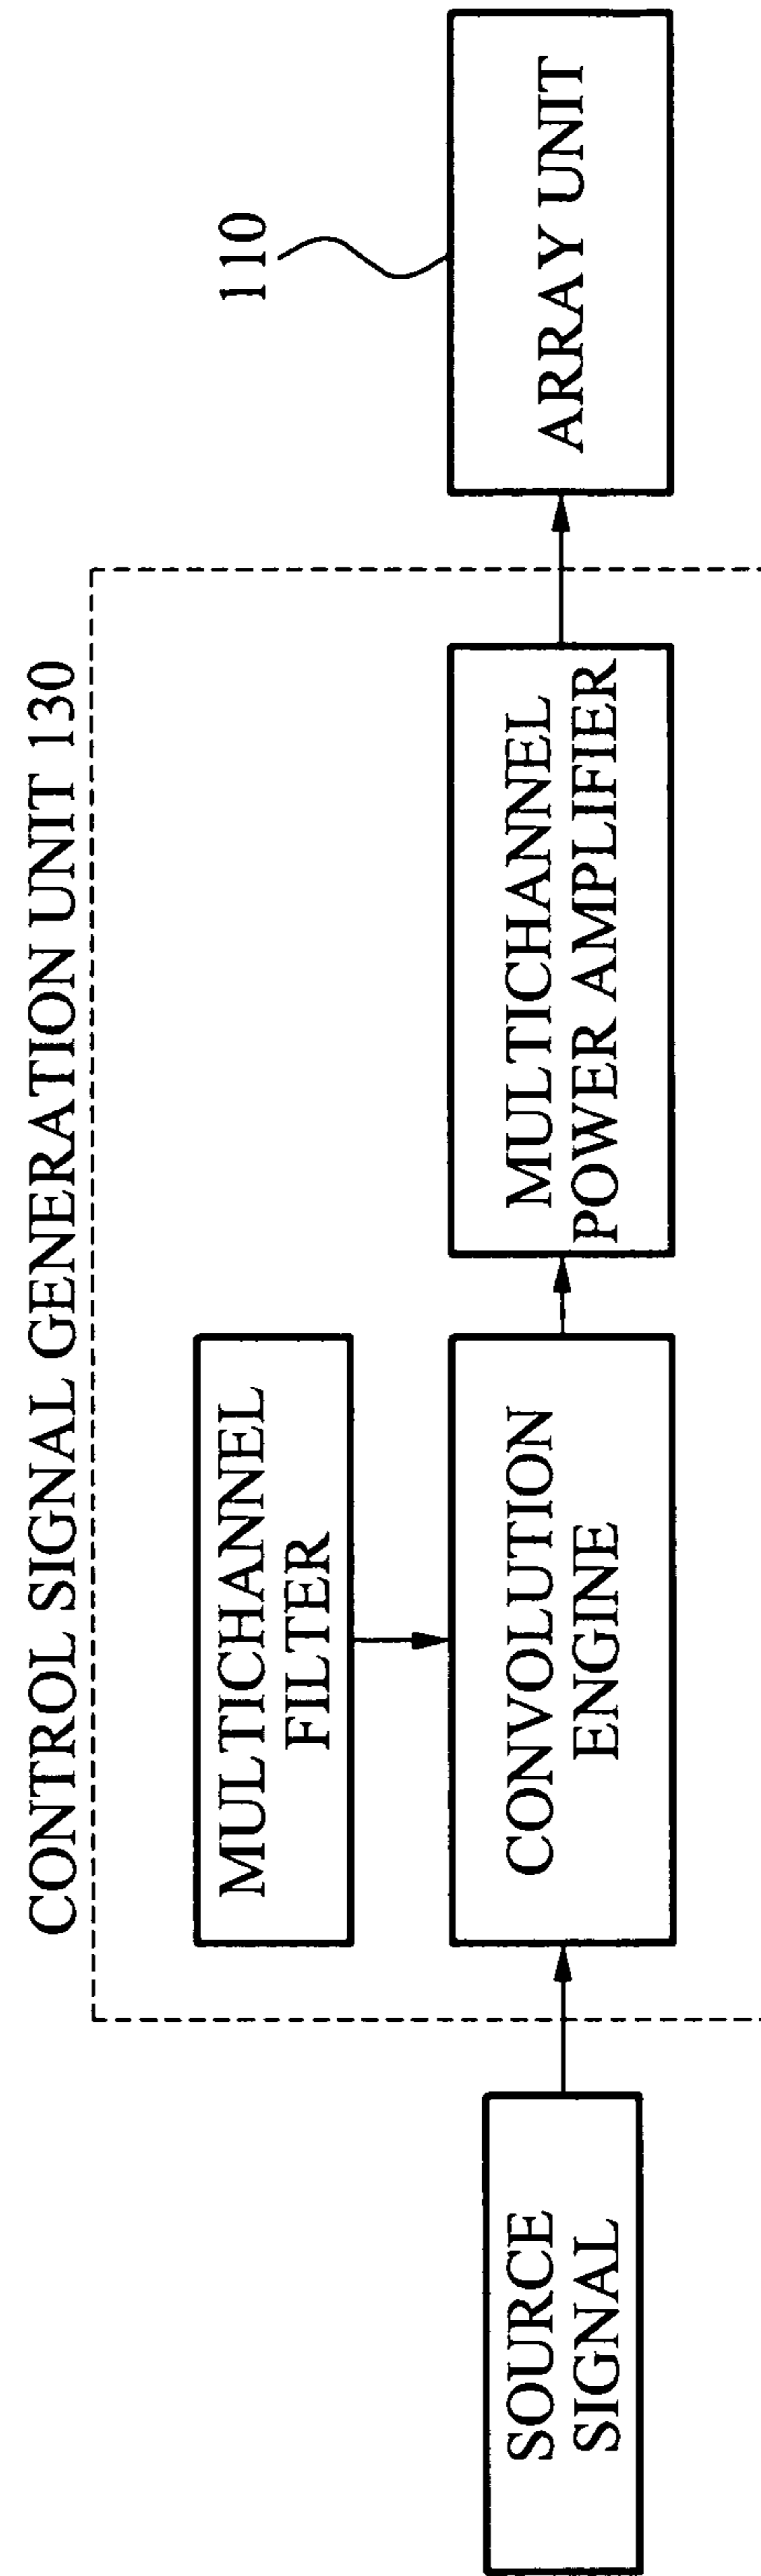 CONTROL SIGNAL GENERATION UNIT 130
110
MULTICHANNEL
FILTER
SOURCE
SIGNAL
CONVOLUTION
ENGINE
MULTICHANNEL
POWER AMPLIFIER
ARRAY UNIT